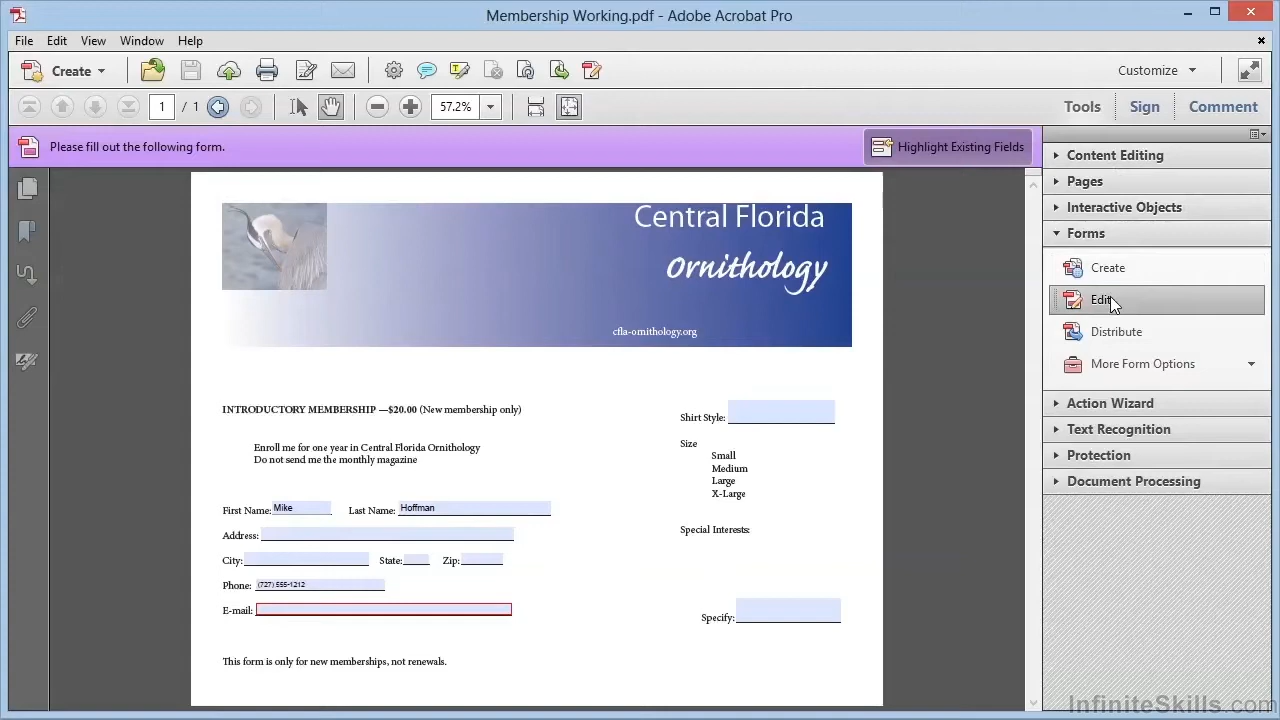 Membership Working.pdf - Adobe Acrobat Pro
File Edit View Window Help
Create
Customize
1 / 1
57.2%
Tools Sign Comment
Please fill out the following form.
Highlight Existing Fields
Content Editing
Pages
Interactive Objects
Forms
Create
Edit
Distribute
More Form Options
Action Wizard
Text Recognition
Protection
Document Processing
Central Florida
Ornithology
cfla-ornithology.org
INTRODUCTORY MEMBERSHIP —$20.00 (New membership only)
Enroll me for one year in Central Florida Ornithology
Do not send me the monthly magazine
First Name: Mike Last Name: Hoffman
Address:
City: State: Zip:
Phone: (727) 555-1212
E-mail:
This form is only for new memberships, not renewals.
Shirt Style:
Size
Small
Medium
Large
X-Large
Special Interests:
Specify:
InfiniteSkills.com